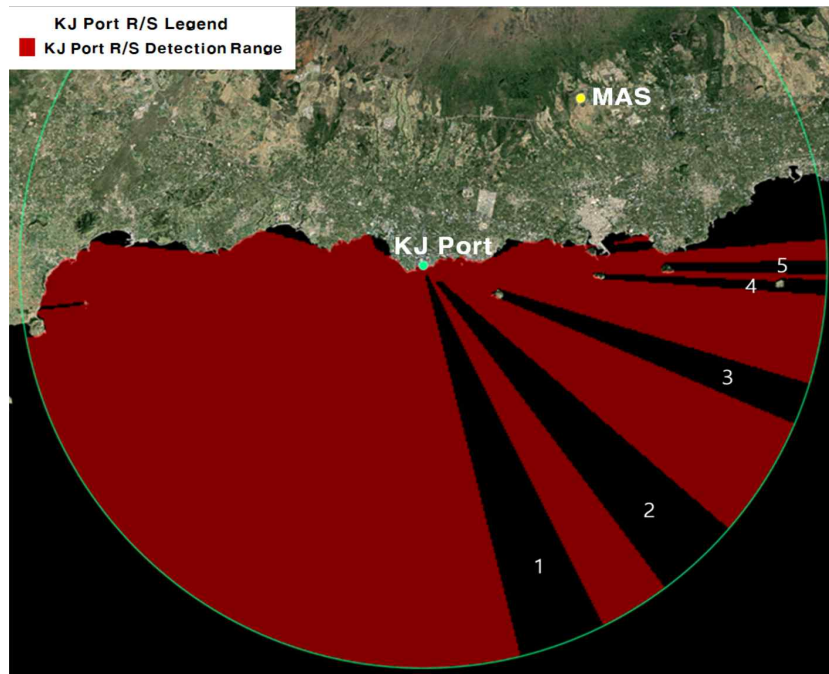 KJ Port R/S Legend
KJ Port R/S Detection Range
MAS
KJ Port
5
4
3
2
1